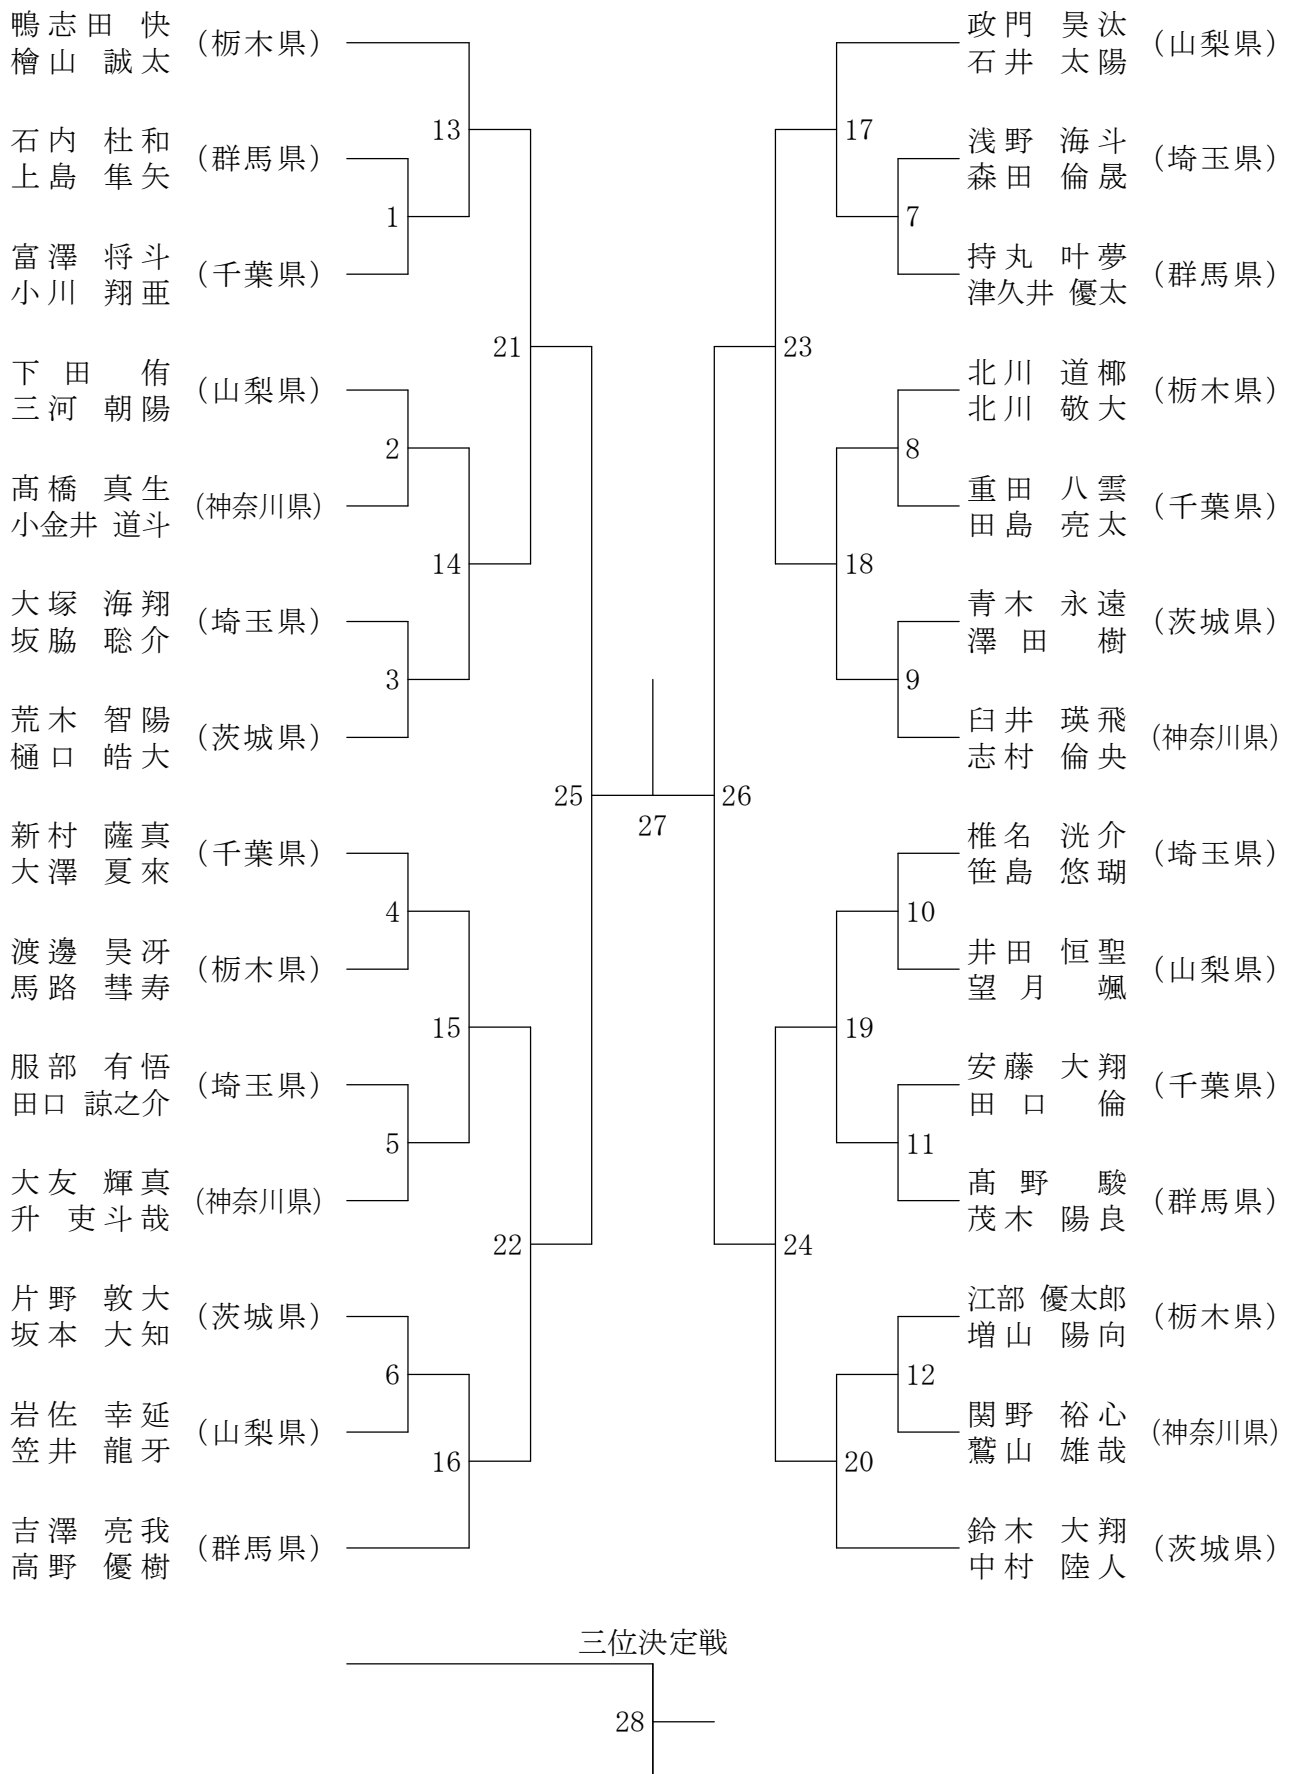 鴨志田 快
檜山 誠太
(栃木県)
13
石内 杜和
上島 隼矢
(群馬県)
1
富澤 将斗
小川 翔亜
(千葉県)
21
下田 侑
三河 朝陽
(山梨県)
2
髙橋 真生
小金井 道斗
(神奈川県)
14
大塚 海翔
坂脇 聡介
(埼玉県)
3
荒木 智陽
樋口 皓大
(茨城県)
25
新村 薩真
大澤 夏來
(千葉県)
4
渡邊 昊冴
馬路 彗寿
(栃木県)
15
服部 有悟
田口 諒之介
(埼玉県)
5
大友 輝真
升 吏斗哉
(神奈川県)
22
片野 敦大
坂本 大知
(茨城県)
6
岩佐 幸延
笠井 龍牙
(山梨県)
16
吉澤 亮我
高野 優樹
(群馬県)
27
政門 昊汰
石井 太陽
(山梨県)
17
浅野 海斗
森田 倫晟
(埼玉県)
7
持丸 叶夢
津久井 優太
(群馬県)
23
北川 道椰
北川 敬大
(栃木県)
8
重田 八雲
田島 亮太
(千葉県)
18
青木 永遠
澤田 樹
(茨城県)
9
臼井 瑛飛
志村 倫央
(神奈川県)
26
椎名 洸介
笹島 悠瑚
(埼玉県)
10
井田 恒聖
望月 颯
(山梨県)
19
安藤 大翔
田口 倫
(千葉県)
11
髙野 駿
茂木 陽良
(群馬県)
24
江部 優太郎
増山 陽向
(栃木県)
12
関野 裕心
鷲山 雄哉
(神奈川県)
20
鈴木 大翔
中村 陸人
(茨城県)
三位決定戦
28